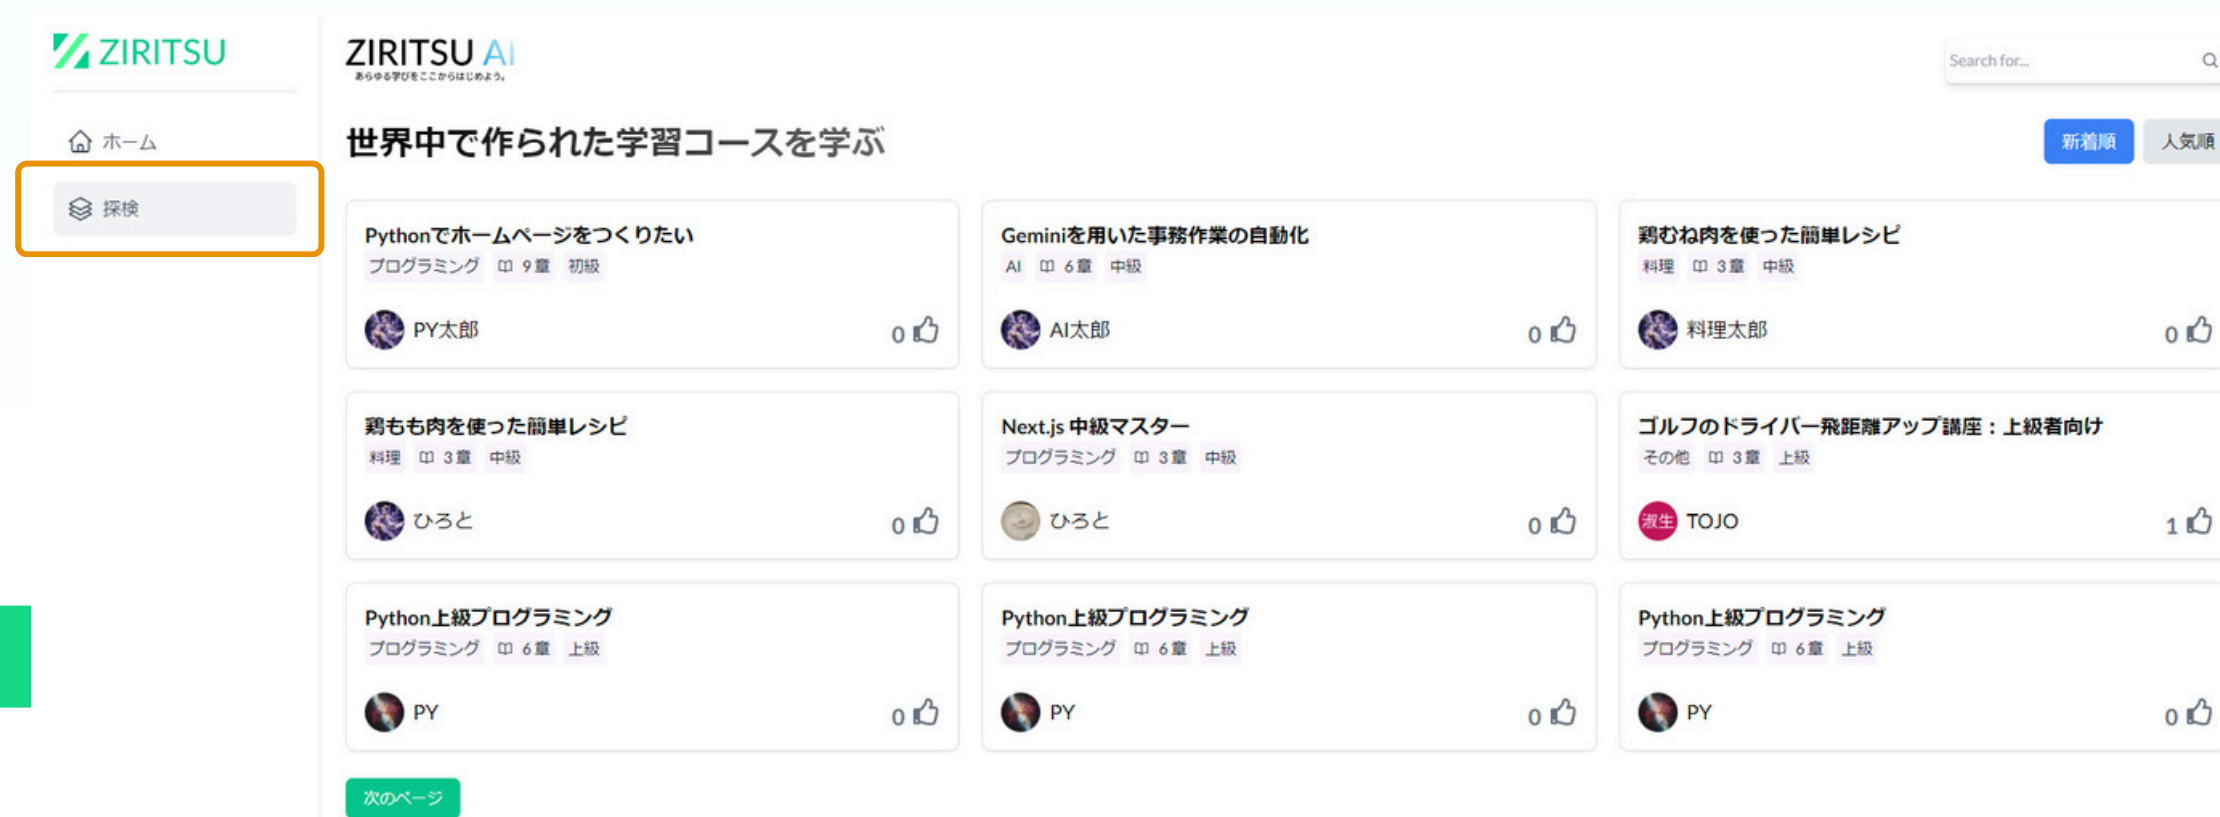 ZIRITSU
ホーム
探検
ZIRITSU AI
あらゆる学びをここからはじめよう。
Search for...
世界中で作られた学習コースを学ぶ
新着順
人気順
Pythonでホームページをつくりたい
プログラミング 9章 初級
PY太郎
0
Geminiを用いた事務作業の自動化
AI 6章 中級
AI太郎
0
鶏むね肉を使った簡単レシピ
料理 3章 中級
料理太郎
0
鶏もも肉を使った簡単レシピ
料理 3章 中級
ひろと
0
Next.js 中級マスター
プログラミング 3章 中級
ひろと
0
ゴルフのドライバー飛距離アップ講座：上級者向け
その他 3章 上級
淑生 TOJO
1
Python上級プログラミング
プログラミング 6章 上級
PY
0
Python上級プログラミング
プログラミング 6章 上級
PY
0
Python上級プログラミング
プログラミング 6章 上級
PY
0
次のページ